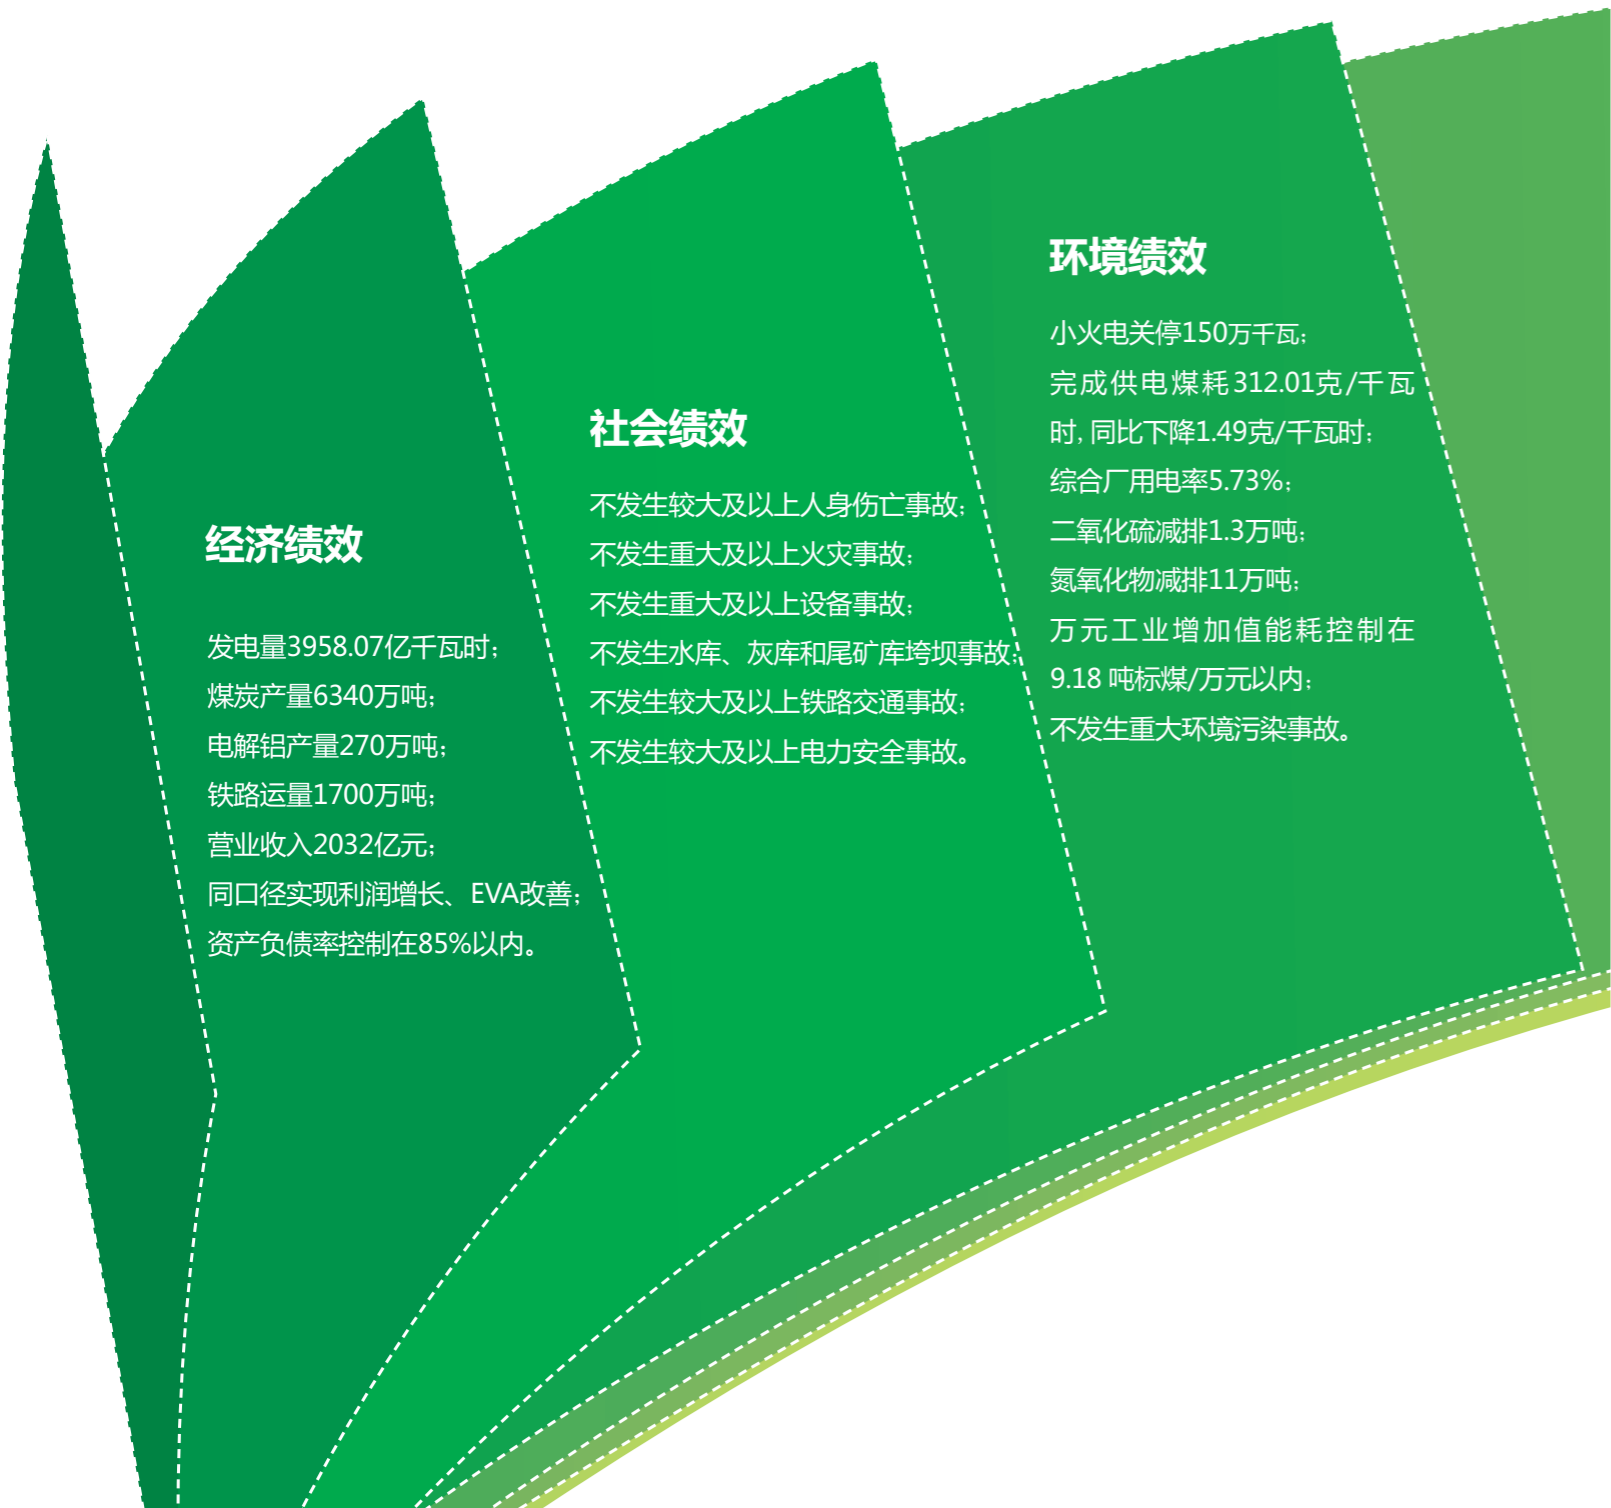 经济绩效
发电量3958.07亿千瓦时；
煤炭产量6340万吨；
电解铝产量270万吨；
铁路运量1700万吨；
营业收入2032亿元；
同口径实现利润增长、EVA改善；
资产负债率控制在85%以内。
社会绩效
不发生较大及以上人身伤亡事故；
不发生重大及以上火灾事故；
不发生重大及以上设备事故；
不发生水库、灰库和尾矿库垮坝事故；
不发生较大及以上铁路交通事故；
不发生较大及以上电力安全事故。
环境绩效
小火电关停150万千瓦；
完成供电煤耗312.01克/千瓦
时，同比下降1.49克/千瓦时；
综合厂用电率5.73%；
二氧化硫减排1.3万吨；
氮氧化物减排11万吨；
万元工业增加值能耗控制在
9.18 吨标煤/万元以内；
不发生重大环境污染事故。